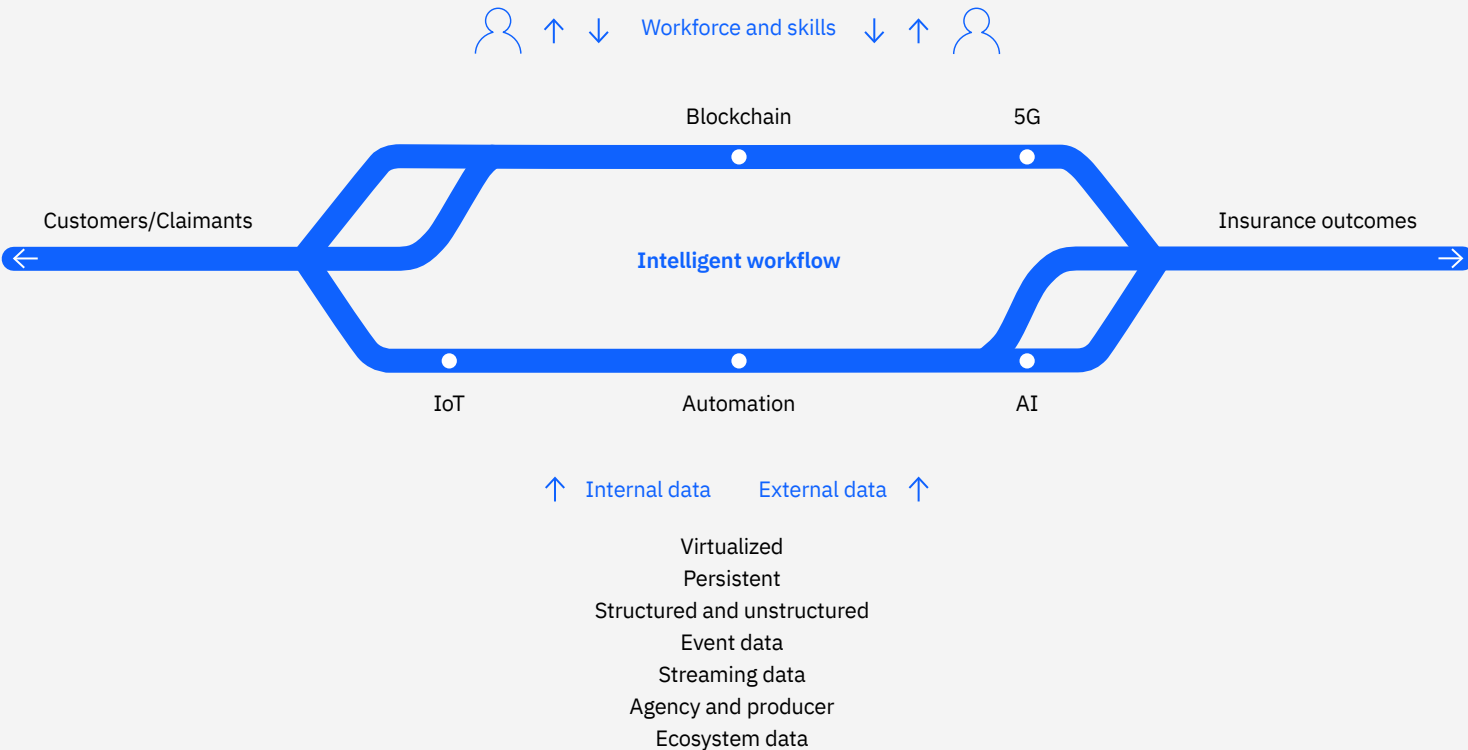 Workforce and skills
Blockchain
5G
Customers/Claimants
Insurance outcomes
Intelligent workflow
IoT
Automation
AI
Internal data
External data
Virtualized
Persistent
Structured and unstructured
Event data
Streaming data
Agency and producer
Ecosystem data